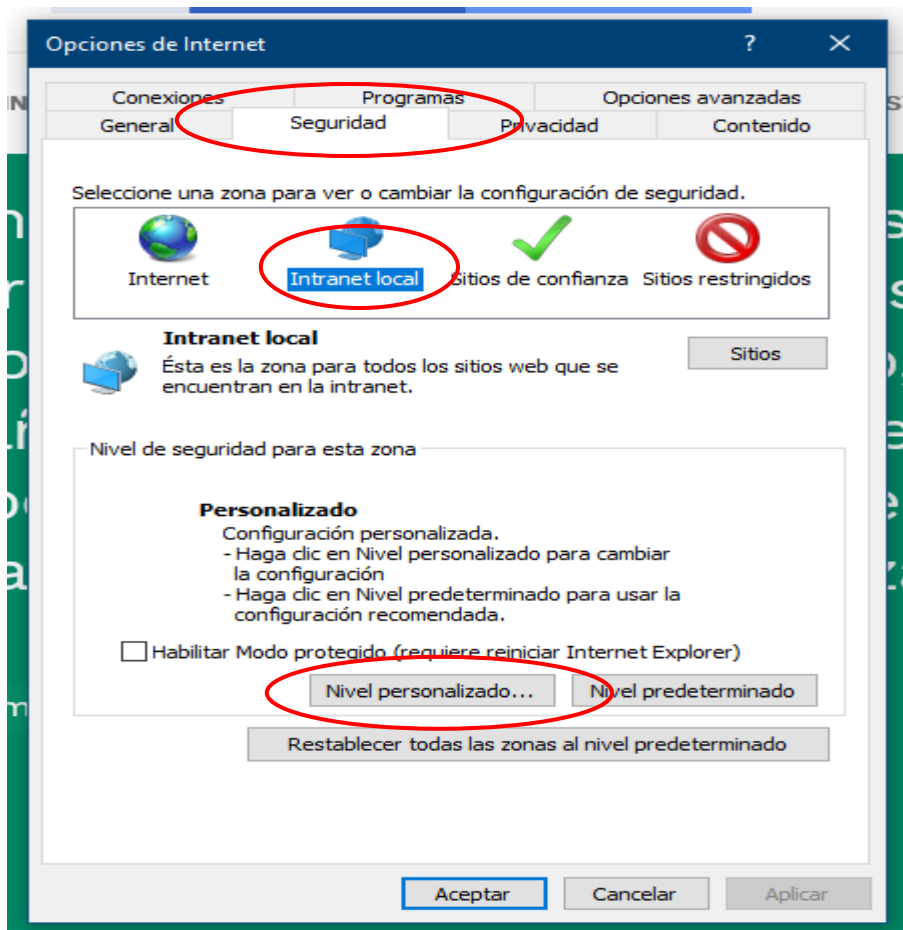 Opciones de Internet
Conexiones Programas Opciones avanzadas
General Seguridad Privacidad Contenido
Seleccione una zona para ver o cambiar la configuración de seguridad.
Internet Intranet local Sitios de confianza Sitios restringidos
Intranet local
Ésta es la zona para todos los sitios web que se
encuentran en la intranet.
Sitios
Nivel de seguridad para esta zona
Personalizado
Configuración personalizada.
- Haga clic en Nivel personalizado para cambiar
la configuración
- Haga clic en Nivel predeterminado para usar la
configuración recomendada.
Habilitar Modo protegido (requiere reiniciar Internet Explorer)
Nivel personalizado... Nivel predeterminado
Restablecer todas las zonas al nivel predeterminado
Aceptar Cancelar Aplicar